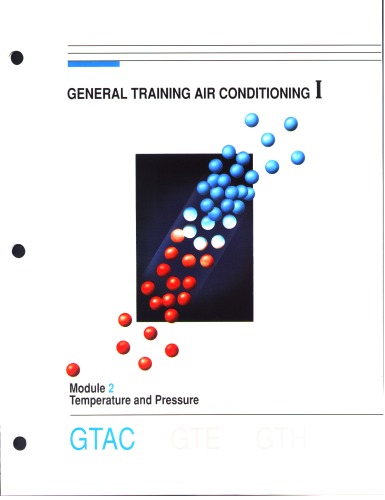 GENERAL TRAINING AIR CONDITIONING I
Module 2
Temperature and Pressure
GTAC GTE GTH